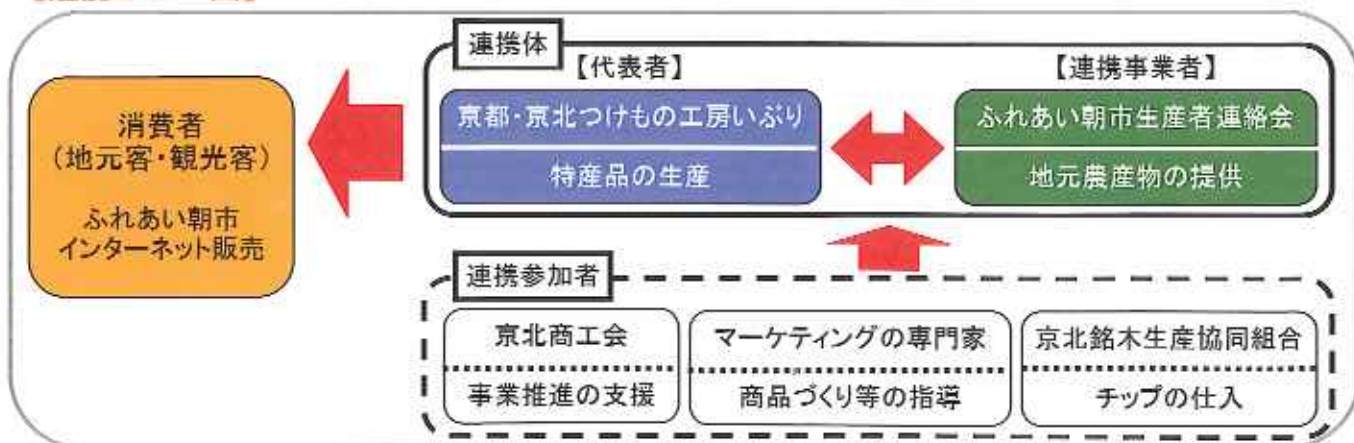 連携体
【代表者】
【連携事業者】
消費者
(地元客・観光客)
ふれあい朝市
インターネット販売
京都・京北つけもの工房いぶり
特産品の生産
ふれあい朝市生産者連絡会
地元農産物の提供
連携参加者
京北商工会
事業推進の支援
マーケティングの専門家
商品づくり等の指導
京北銘木生産協同組合
チップの仕入